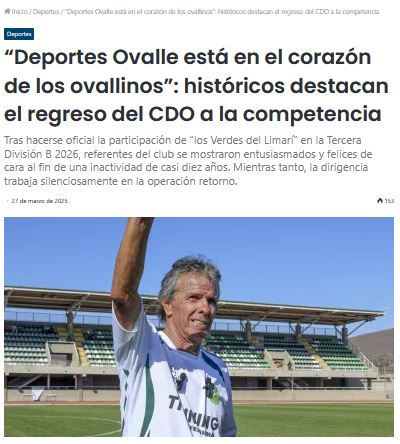 Inicio / Deportes / “Deportes Ovalle está en el corazón de los ovallinos”: históricos destacan el regreso del CDO a la competencia
Deportes
“Deportes Ovalle está en el corazón
de los ovallinos”: históricos destacan
el regreso del CDO a la competencia
Tras hacerse oficial la participación de “los Verdes del Limarí” en la Tercera
División B 2026, referentes del club se mostraron entusiasmados y felices de
cara al fin de una inactividad de casi diez años. Mientras tanto, la dirigencia
trabaja silenciosamente en la operación retorno.
- 27 de marzo de 2025
153